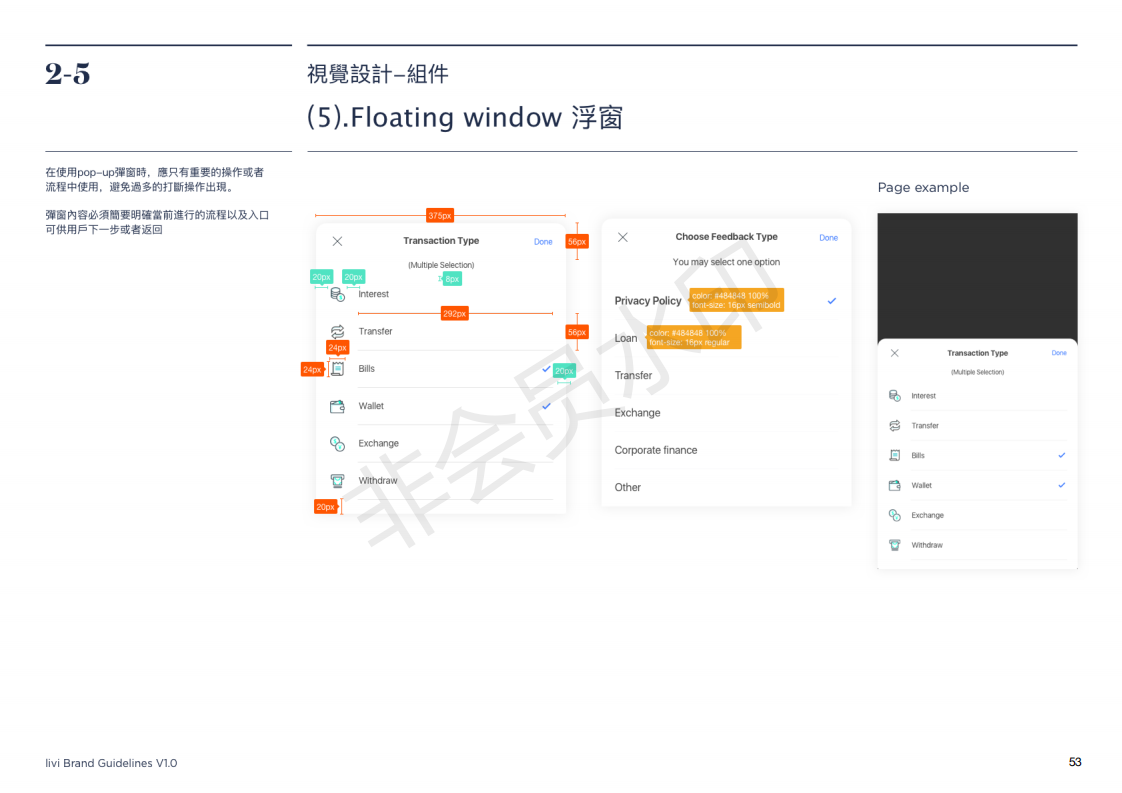 2-5
視覺設計-組件
(5).Floating window 浮窗
在使用pop-up彈窗時，應只有重要的操作或者
流程中使用，避免過多的打斷操作出現。
彈窗內容必須簡要明確當前進行的流程以及入口
可供用戶下一步或者返回
375px
Transaction Type
Done
56px
(Multiple Selection)
20px
20px
8px
Interest
292px
Transfer
56px
24px
24px
Bills
20px
Wallet
Exchange
Withdraw
20px
Choose Feedback Type
Done
You may select one option
Privacy Policy
color: #484848 100%
font-size: 16px semibold
Loan
color: #484848 100%
font-size: 16px regular
Transfer
Exchange
Corporate finance
Other
Page example
Transaction Type
Done
(Multiple Selection)
Interest
Transfer
Bills
Wallet
Exchange
Withdraw
非会员水印
livi Brand Guidelines V1.0
53